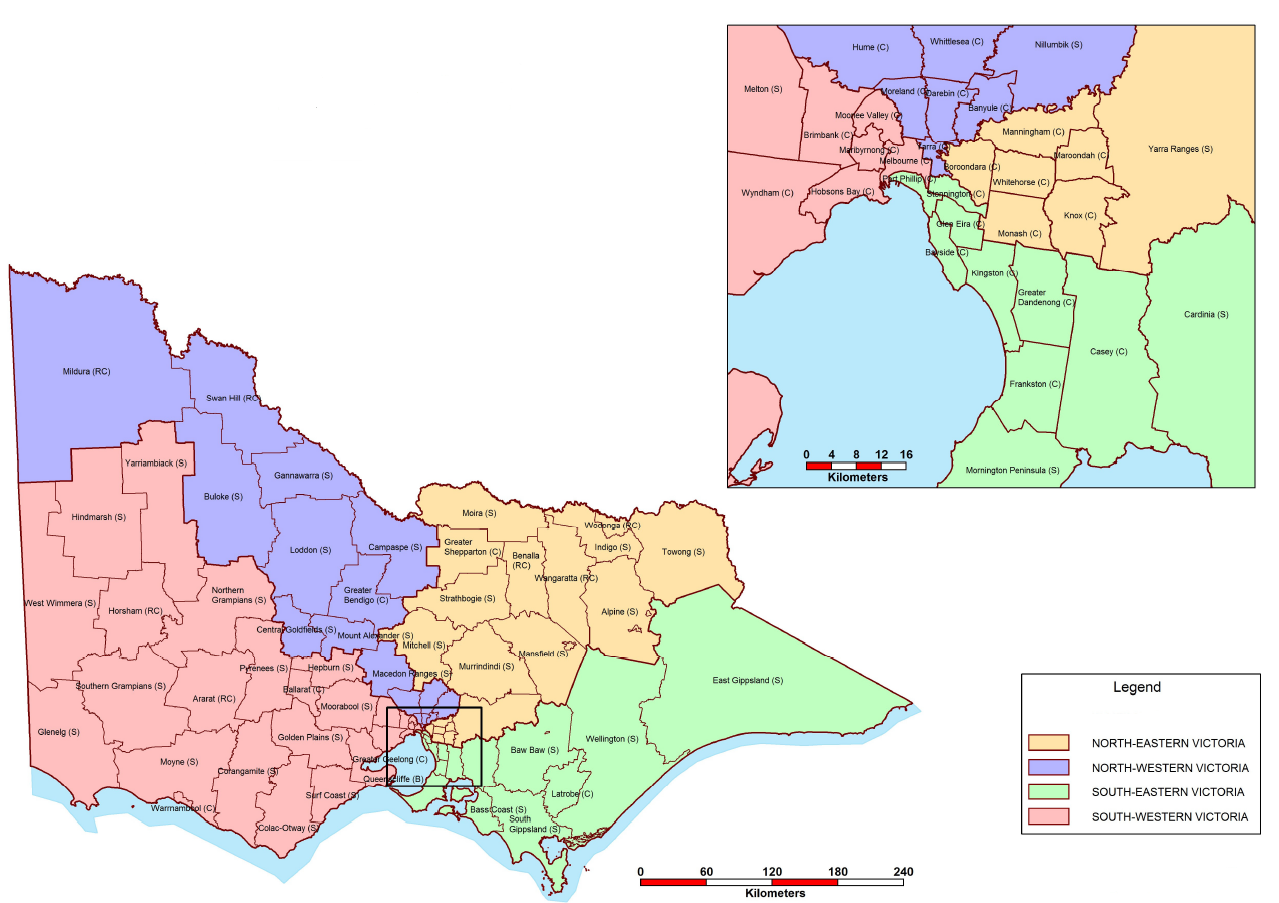 Hume (C)
Whittlesea (C)
Nillumbik (S)
Melton (S)
Moreland (C)
Darebin (C)
Banyule (C)
Moonee Valley (C)
Brimbank (C)
Manningham (C)
Maribyrnong (C)
Yarra (C)
Maroondah (C)
Yarra Ranges (S)
Melbourne (C)
Boroondara (C)
Port Phillip (C)
Whitehorse (C)
Wyndham (C)
Hobsons Bay (C)
Stonnington (C)
Knox (C)
Glen Eira (C)
Monash (C)
Bayside (C)
Kingston (C)
Greater
Dandenong (C)
Cardinia (S)
Casey (C)
Frankston (C)
Mornington Peninsula (S)
0 4 8 12 16
Kilometers
Mildura (RC)
Swan Hill (RC)
Yarriambiack (S)
Gannawarra (S)
Buloke (S)
Hindmarsh (S)
Moira (S)
Wodonga (RC)
Loddon (S)
Campaspe (S)
Greater
Shepparton (C)
Benalla
(RC)
Indigo (S)
Towong (S)
Wangaratta (RC)
West Wimmera (S)
Horsham (RC)
Northern
Grampians (S)
Greater
Bendigo (C)
Strathbogie (S)
Alpine (S)
Central Goldfields (S)
Mount Alexander (S)
Mitchell (S)
Mansfield (S)
Pyrenees (S)
Hepburn (S)
Macedon Ranges (S)
Murrindindi (S)
East Gippsland (S)
Southern Grampians (S)
Ararat (RC)
Ballarat (C)
Moorabool (S)
Glenelg (S)
Golden Plains (S)
Wellington (S)
Moyne (S)
Corangamite (S)
Greater Geelong (C)
Baw Baw (S)
Queenscliffe (B)
Surf Coast (S)
Latrobe (C)
Warrnambool (C)
Bass Coast (S)
South
Gippsland (S)
Colac-Otway (S)
0 60 120 180 240
Kilometers
Legend
NORTH-EASTERN VICTORIA
NORTH-WESTERN VICTORIA
SOUTH-EASTERN VICTORIA
SOUTH-WESTERN VICTORIA